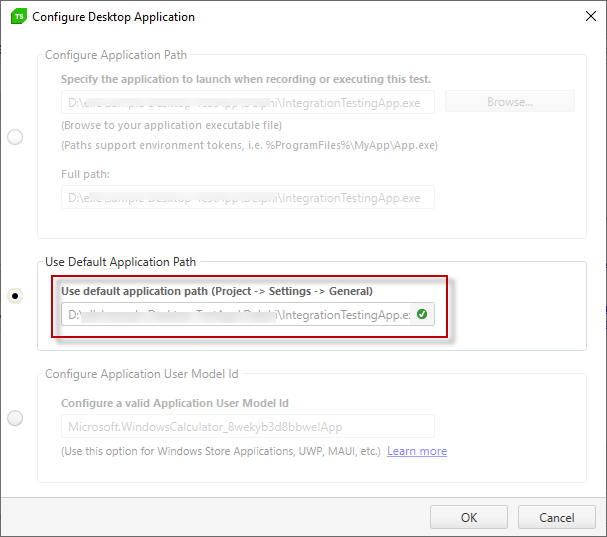 TS Configure Desktop Application
Configure Application Path
Specify the application to launch when recording or executing this test.
\IntegrationTestingApp.exe
Browse...
(Browse to your application executable file)
(Paths support environment tokens, i.e. %ProgramFiles%\MyApp\App.exe)
Full path:
\IntegrationTestingApp.exe
Use Default Application Path
Use default application path (Project -> Settings -> General)
\IntegrationTestingApp.ex
Configure Application User Model Id
Configure a valid Application User Model Id
Microsoft.WindowsCalculator_8wekyb3d8bbwe!App
(Use this option for Windows Store Applications, UWP, MAUI, etc.) Learn more
OK
Cancel